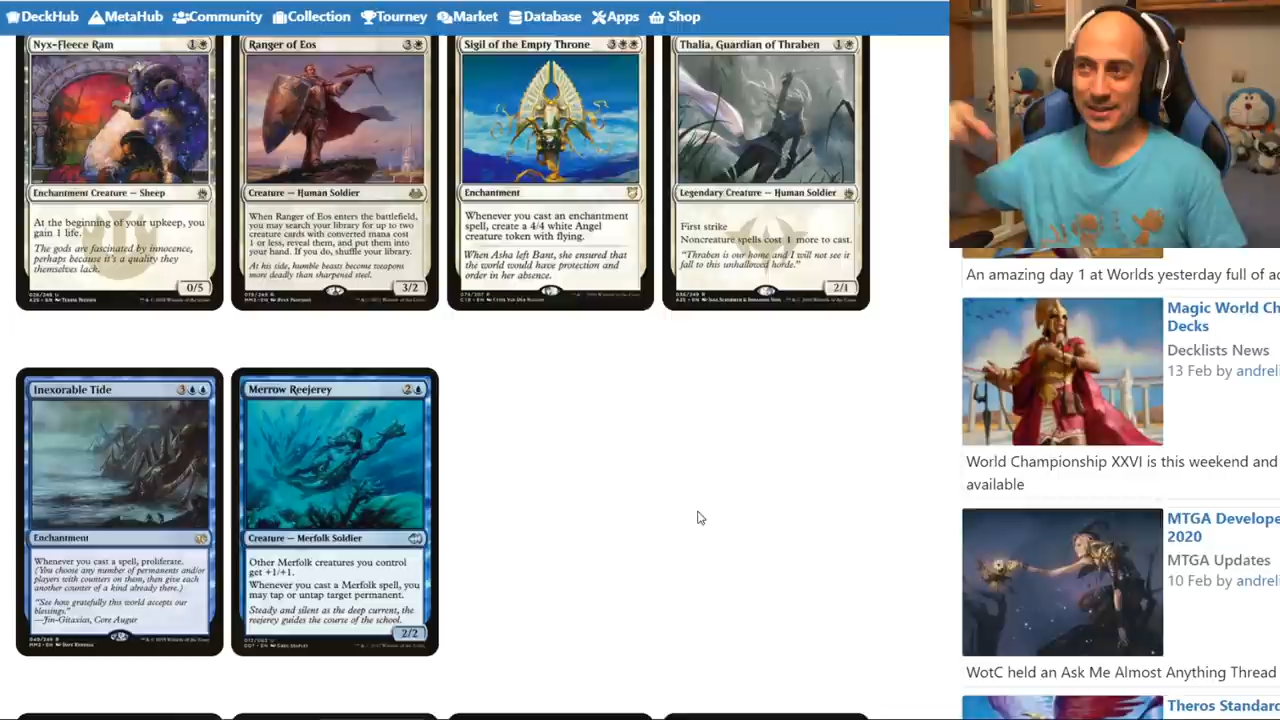 DeckHub MetaHub Community Collection Tourney Market Database Apps Shop
Nyx-Fleece Ram 1
Enchantment Creature — Sheep
At the beginning of your upkeep, you
gain 1 life.
The gods are fascinated by innocence,
perhaps because it's a quality they
themselves lack.
0/5
Ranger of Eos 3
Creature — Human Soldier
When Ranger of Eos enters the battlefield,
you may search your library for up to two
creature cards with converted mana cost
1 or less, reveal them, and put them into
your hand. If you do, shuffle your library.
At his side, humble beasts become weapons
more deadly than sharpened steel.
3/2
Sigil of the Empty Throne 3
Enchantment
Whenever you cast an enchantment
spell, create a 4/4 white Angel
creature token with flying.
When Asha left Bant, she ensured that
the world would have protection and
order in her absence.
Thalia, Guardian of Thraben 1
Legendary Creature — Human Soldier
First strike
Noncreature spells cost 1 more to cast.
"Thraben is our home and I will not see it
fall to this unhallowed horde."
2/1
Inexorable Tide 3
Enchantment
Whenever you cast a spell, proliferate.
(You choose any number of permanents and/or
players with counters on them, then give each
another counter of a kind already there.)
"See how gratefully this world accepts our
blessings."
—Jin-Gitaxias, Core Augur
Merrow Reejerey 2
Creature — Merfolk Soldier
Other Merfolk creatures you control
get +1/+1.
Whenever you cast a Merfolk spell, you
may tap or untap target permanent.
Steady and silent as the deep current, the
reejerey guides the course of the school.
2/2
An amazing day 1 at Worlds yesterday full of ac
Magic World Ch
Decks
Decklists News
13 Feb by andreli
World Championship XXVI is this weekend and
available
MTGA Develope
2020
MTGA Updates
10 Feb by andreli
WotC held an Ask Me Almost Anything Thread
Theros Standard